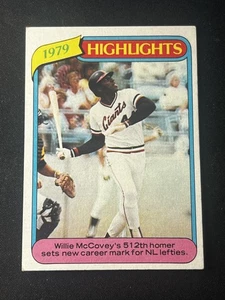 1979
HIGHLIGHTS
Giants
Willie McCovey's 512th homer
sets new career mark for NL lefties.